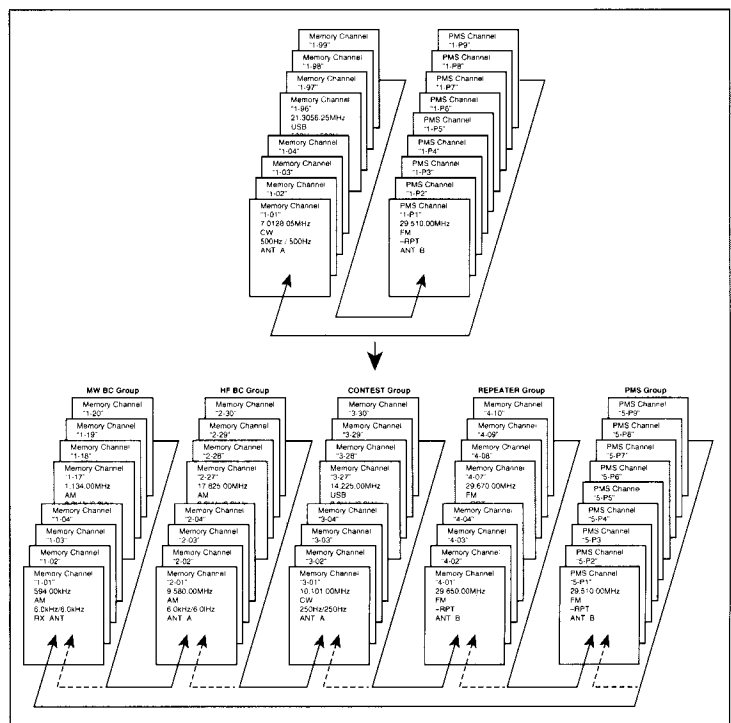 Memory Channel
"1-99"
Memory Channel
"1-98"
Memory Channel
"1-97"
Memory Channel
"1-96"
21.3056.25MHz
USB
Memory Channel
"1-04"
Memory Channel
"1-03"
Memory Channel
"1-02"
Memory Channel
"1-01"
7.0128.05MHz
CW
500Hz / 500Hz
ANT A
PMS Channel
"1-P9"
PMS Channel
"1-P8"
PMS Channel
"1-P7"
PMS Channel
"1-P6"
PMS Channel
"1-P5"
PMS Channel
"1-P4"
PMS Channel
"1-P3"
PMS Channel
"1-P2"
PMS Channel
"1-P1"
29.510.00MHz
FM
–RPT
ANT B
MW BC Group
Memory Channel
"1-20"
Memory Channel
"1-19"
Memory Channel
"1-18"
Memory Channel
"1-17"
1.134.00MHz
AM
Memory Channel
"1-04"
Memory Channel
"1-03"
Memory Channel
"1-02"
Memory Channel
"1-01"
594.00kHz
AM
6.0kHz/6.0kHz
RX ANT
HF BC Group
Memory Channel
"2-30"
Memory Channel
"2-29"
Memory Channel
"2-28"
Memory Channel
"2-27"
17.825.00MHz
AM
Memory Channel
"2-04"
Memory Channel
"2-03"
Memory Channel
"2-02"
Memory Channel
"2-01"
9.580.00MHz
AM
ANT A
CONTEST Group
Memory Channel
"3-30"
Memory Channel
"3-29"
Memory Channel
"3-28"
Memory Channel
"3-27"
14.225.00MHz
USB
Memory Channel
"3-04"
Memory Channel
"3-03"
Memory Channel
"3-02"
Memory Channel
"3-01"
10.101.00MHz
CW
250Hz/250Hz
ANT A
REPEATER Group
Memory Channel
"4-10"
Memory Channel
"4-09"
Memory Channel
"4-08"
Memory Channel
"4-07"
29.670.00MHz
FM
Memory Channel
"4-04"
Memory Channel
"4-03"
Memory Channel
"4-02"
Memory Channel
"4-01"
29.650.00MHz
FM
–RPT
ANT B
PMS Group
PMS Channel
"5-P9"
PMS Channel
"5-P8"
PMS Channel
"5-P7"
PMS Channel
"5-P6"
PMS Channel
"5-P5"
PMS Channel
"5-P4"
PMS Channel
"5-P3
PMS Channel
"5-P2"
PMS Channel
"5-P1"
29.510.00MHz
FM
–RPT
ANT B